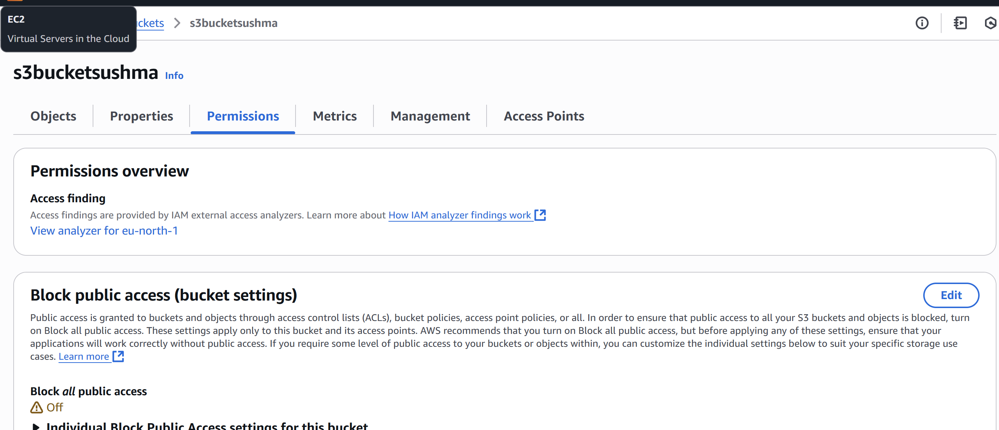 EC2
Virtual Servers in the Cloud
uckets > s3bucketsushma
s3bucketsushma Info
Objects Properties Permissions Metrics Management Access Points
Permissions overview
Access finding
Access findings are provided by IAM external access analyzers. Learn more about How IAM analyzer findings work
View analyzer for eu-north-1
Block public access (bucket settings) Edit
Public access is granted to buckets and objects through access control lists (ACLs), bucket policies, access point policies, or all. In order to ensure that public access to all your S3 buckets and objects is blocked, turn
on Block all public access. These settings apply only to this bucket and its access points. AWS recommends that you turn on Block all public access, but before applying any of these settings, ensure that your
applications will work correctly without public access. If you require some level of public access to your buckets or objects within, you can customize the individual settings below to suit your specific storage use
cases. Learn more
Block all public access
Off
Individual Block Public Access settings for this bucket